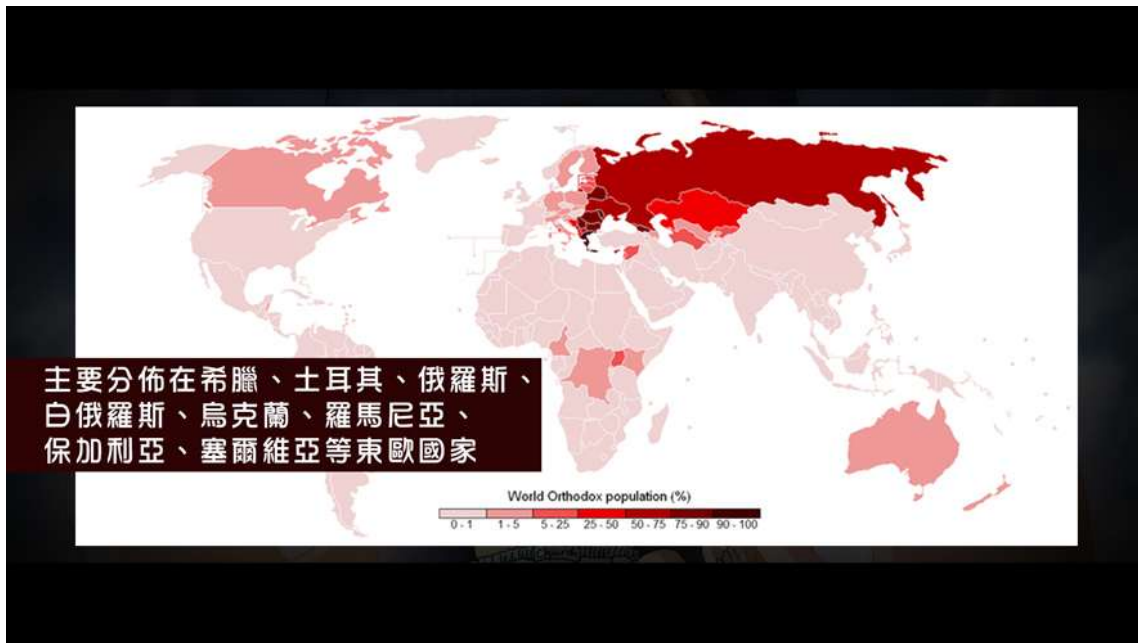 主要分佈在希臘、土耳其、俄羅斯、
白俄羅斯、烏克蘭、羅馬尼亞、
保加利亞、塞爾維亞等東歐國家
World Orthodox population (%)
0 - 1 1 - 5 5 - 25 25 - 50 50 - 75 75 - 90 90 - 100